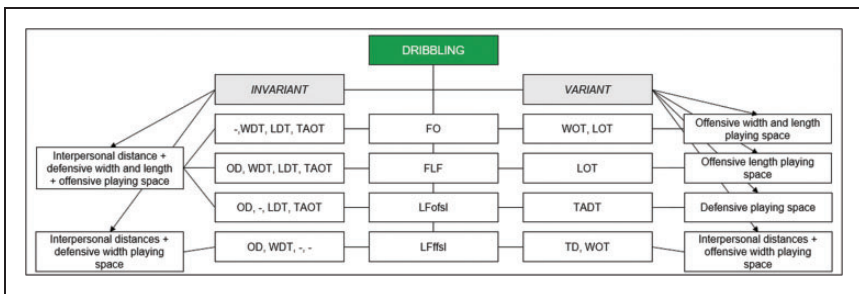 DRIBBLING
INVARIANT
VARIANT
-,WDT, LDT, TAOT
FO
WOT, LOT
Offensive width and length
playing space
Interpersonal distance +
defensive width and length
+ offensive playing space
OD, WDT, LDT, TAOT
FLF
LOT
Offensive length playing
space
OD, -, LDT, TAOT
LFofsl
TADT
Defensive playing space
Interpersonal distances +
defensive width playing
space
OD, WDT, -, -
LFffsl
TD, WOT
Interpersonal distances +
offensive width playing
space